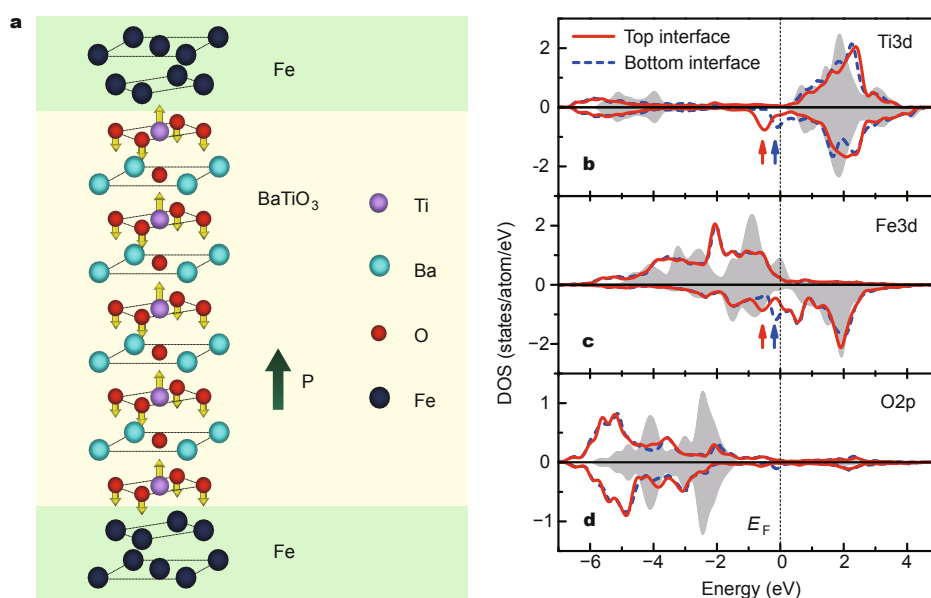 a
Fe
BaTiO3
Ti
Ba
O
P
Fe
Fe
Top interface
Bottom interface
Ti3d
2
0
-2
b
Fe3d
2
0
-2
c
DOS (states/atom/eV)
O2p
1
0
-1
d
EF
-6 -4 -2 0 2 4
Energy (eV)